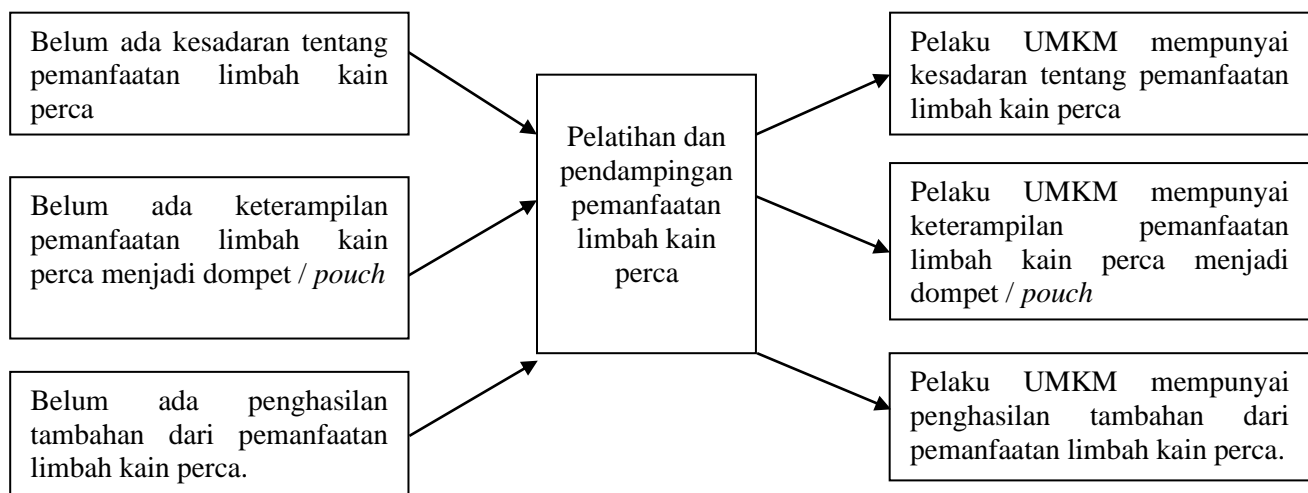 Belum ada kesadaran tentang
pemanfaatan limbah kain
perca
Belum ada keterampilan
pemanfaatan limbah kain
perca menjadi dompet / pouch
Belum ada penghasilan
tambahan dari pemanfaatan
limbah kain perca.
Pelatihan dan
pendampingan
pemanfaatan
limbah kain
perca
Pelaku UMKM mempunyai
kesadaran tentang pemanfaatan
limbah kain perca
Pelaku UMKM mempunyai
keterampilan pemanfaatan
limbah kain perca menjadi
dompet / pouch
Pelaku UMKM mempunyai
penghasilan tambahan dari
pemanfaatan limbah kain perca.